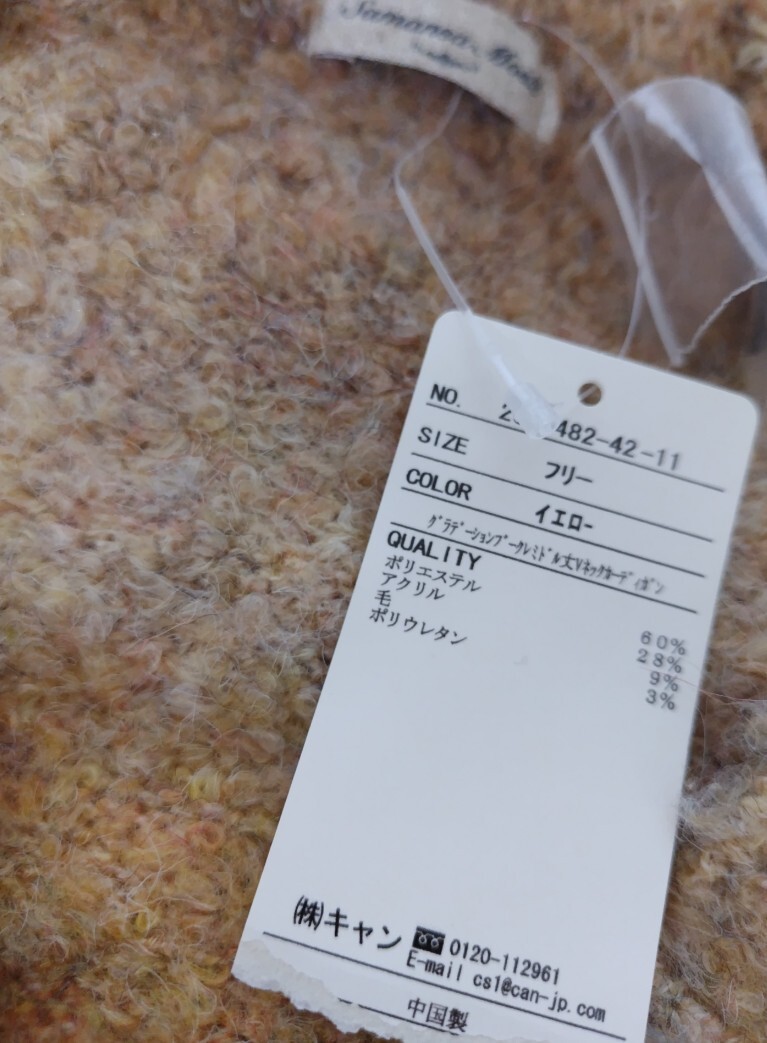 Samansa Mos2
NO. 482-42-11
SIZE フリー
COLOR イエロー
グラデーションブークレミドル丈Vネックカーディガン
QUALITY
ポリエステル 60%
アクリル 28%
毛 9%
ポリウレタン 3%
㈱キャン 0120-112961
E-mail cs1@can-jp.com
中国製